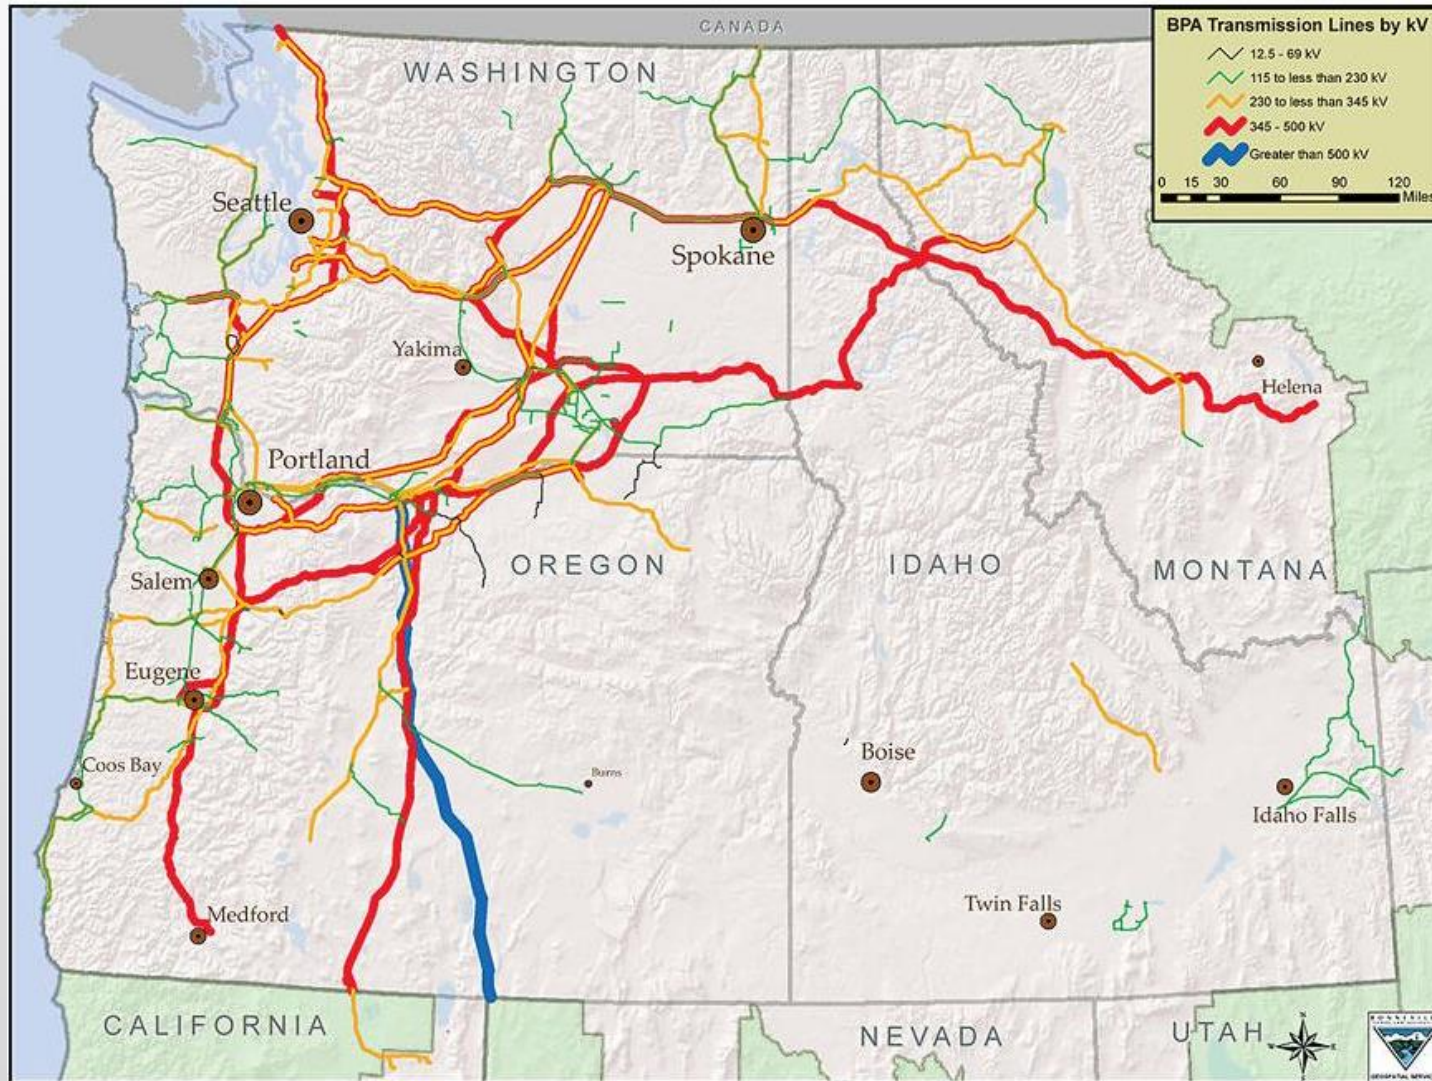 CANADA
BPA Transmission Lines by kV
12.5 - 69 kV
115 to less than 230 kV
230 to less than 345 kV
345 - 500 kV
Greater than 500 kV
0 15 30 60 90 120
Miles
WASHINGTON
Seattle
Spokane
Yakima
Helena
Portland
OREGON
IDAHO
MONTANA
Salem
Eugene
Coos Bay
Burns
Boise
Idaho Falls
Medford
Twin Falls
CALIFORNIA
NEVADA
UTAH
N